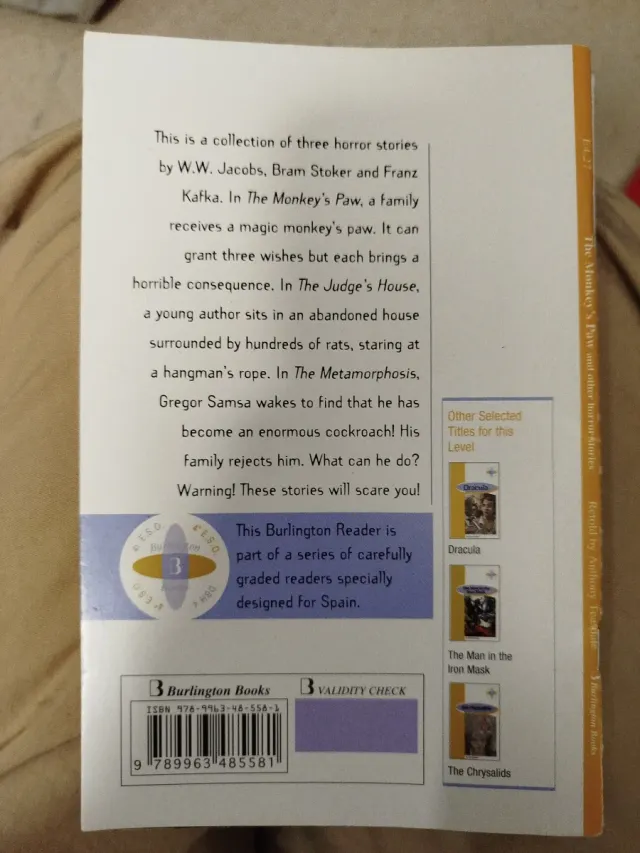 This is a collection of three horror stories
by W.W. Jacobs, Bram Stoker and Franz
Kafka. In The Monkey's Paw, a family
receives a magic monkey's paw. It can
grant three wishes but each brings a
horrible consequence. In The Judge's House,
a young author sits in an abandoned house
surrounded by hundreds of rats, staring at
a hangman's rope. In The Metamorphosis,
Gregor Samsa wakes to find that he has
become an enormous cockroach! His
family rejects him. What can he do?
Warning! These stories will scare you!
This Burlington Reader is
part of a series of carefully
graded readers specially
designed for Spain.
Burlington
B
B Burlington Books
ISBN 978-9963-48-558-1
9 789963 485581
B VALIDITY CHECK
Other Selected
Titles for this
Level
Dracula
Dracula
The Man in the
Iron Mask
The Chrysalids
The Monkey's Paw and other horror stories
Retold by Anthony
B Burlington Books